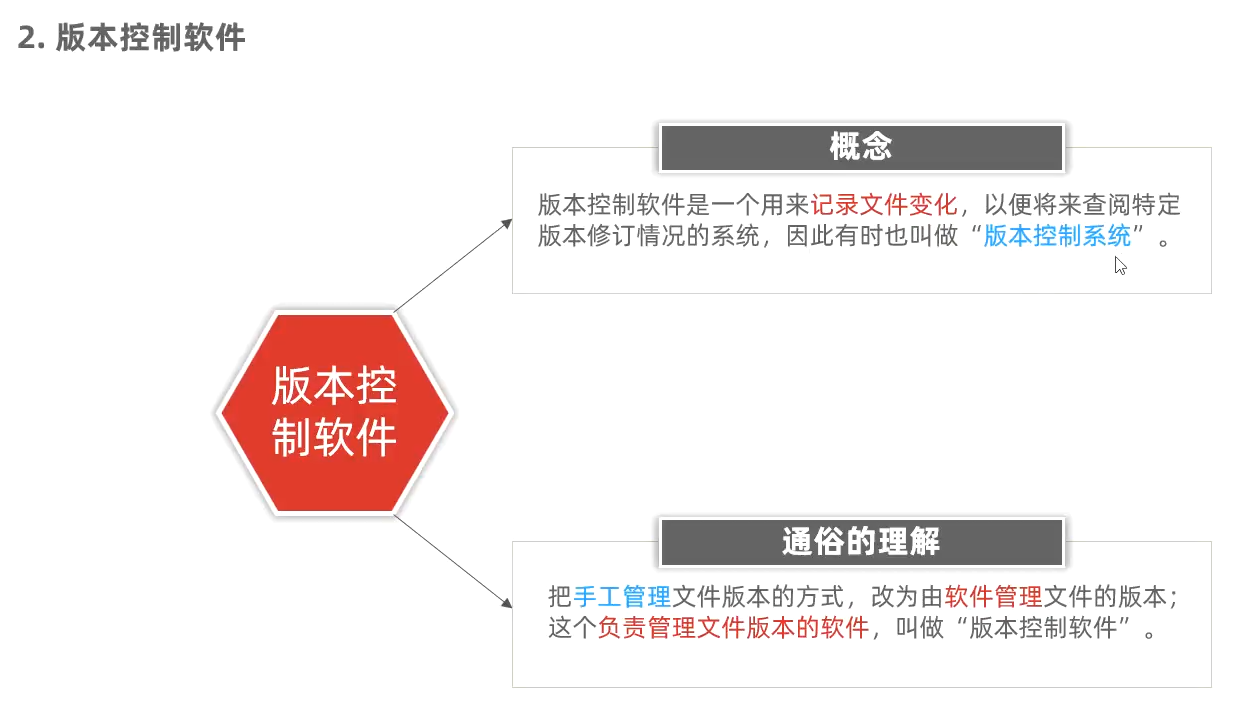 2. 版本控制软件
概念
版本控制软件是一个用来记录文件变化，以便将来查阅特定
版本修订情况的系统，因此有时也叫做“版本控制系统”。
版本控
制软件
通俗的理解
把手工管理文件版本的方式，改为由软件管理文件的版本；
这个负责管理文件版本的软件，叫做“版本控制软件”。